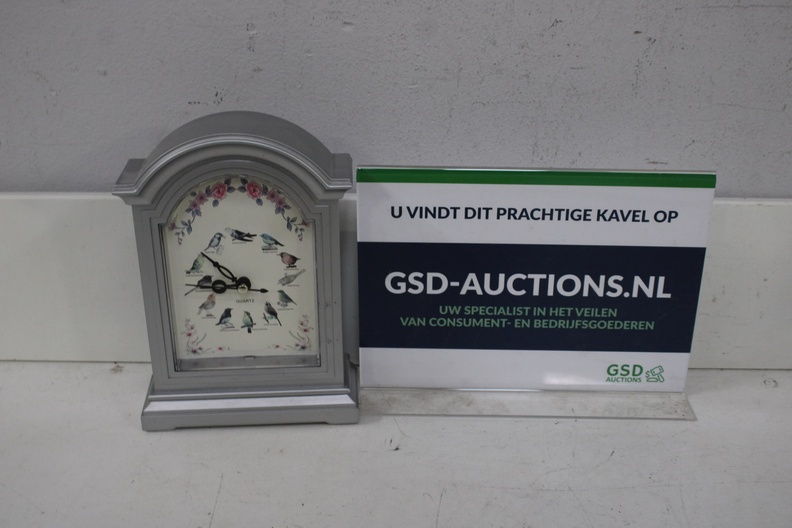 QUARTZ
U VINDT DIT PRACHTIGE KAVEL OP
GSD-AUCTIONS.NL
UW SPECIALIST IN HET VEILEN
VAN CONSUMENT- EN BEDRIJFSGOEDEREN
GSD
AUCTIONS